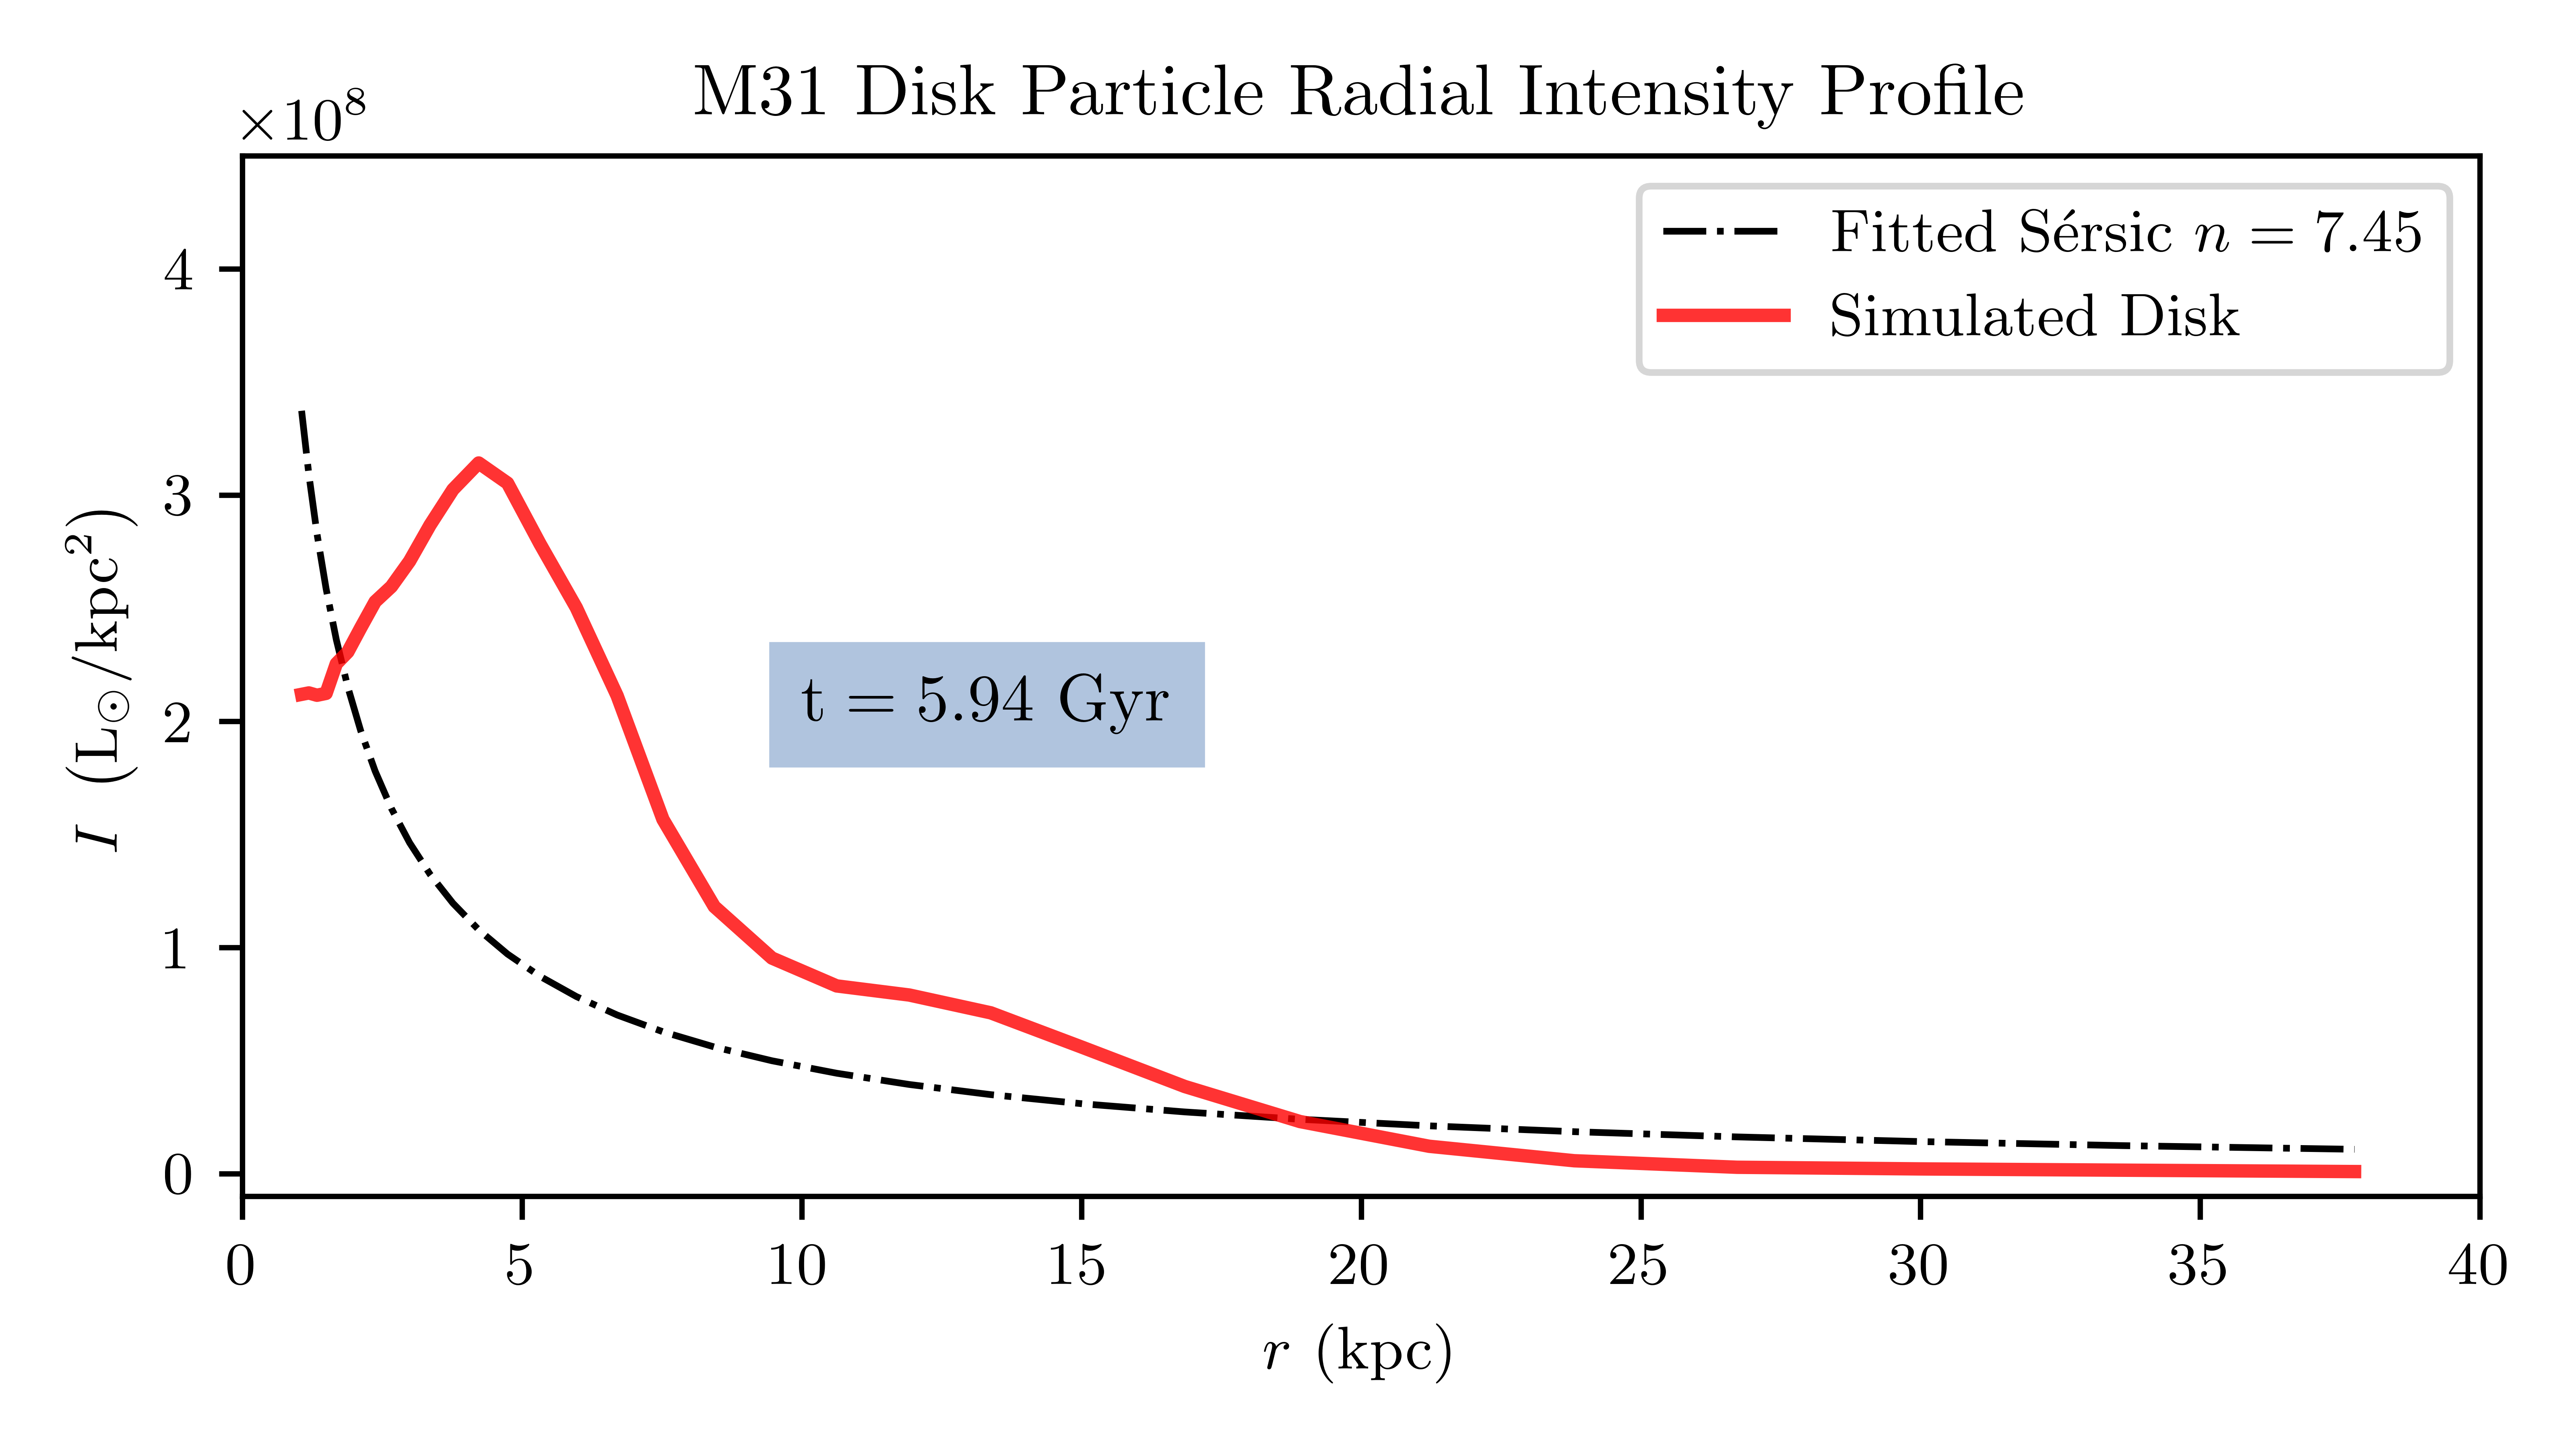 M31 Disk Particle Radial Intensity Profile
×10⁸
Fitted Sérsic n = 7.45
Simulated Disk
4
3
2
1
0
I (L⊙/kpc²)
t = 5.94 Gyr
0 5 10 15 20 25 30 35 40
r (kpc)